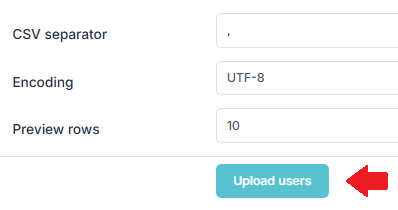 CSV separator ,
Encoding UTF-8
Preview rows 10
Upload users